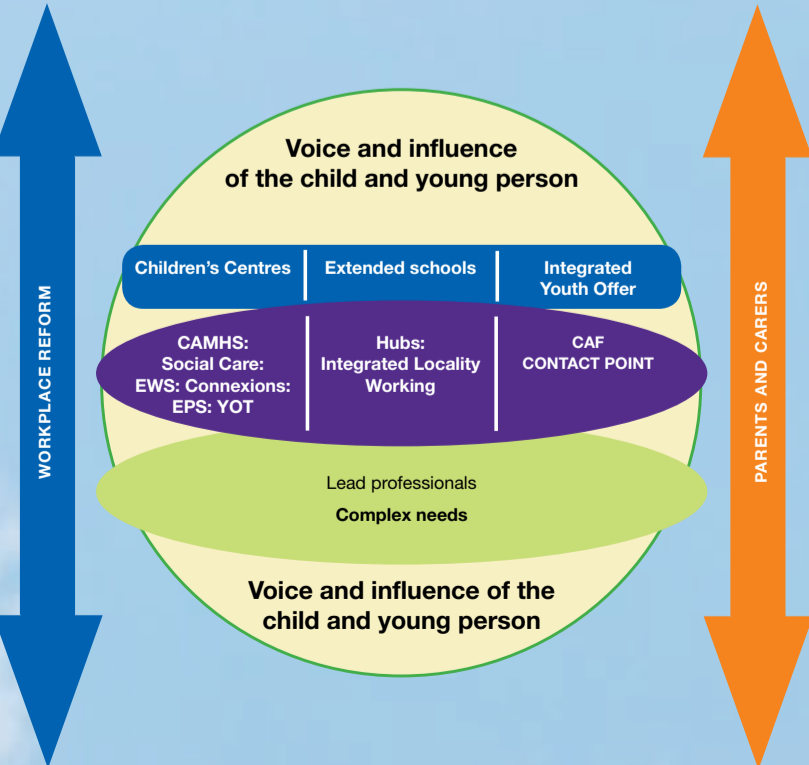 Voice and influence
of the child and young person
Children's Centres
Extended schools
Integrated
Youth Offer
CAMHS:
Social Care:
EWS: Connexions:
EPS: YOT
Hubs:
Integrated Locality
Working
CAF
CONTACT POINT
Lead professionals
Complex needs
Voice and influence of the
child and young person
WORKPLACE REFORM
PARENTS AND CARERS